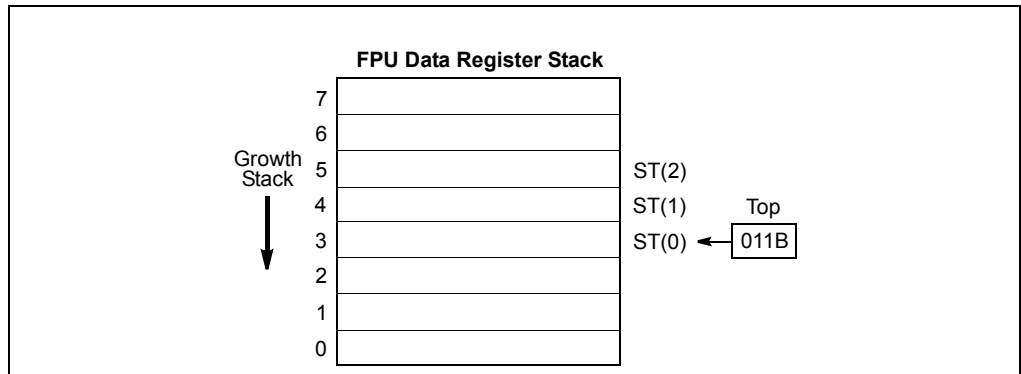 FPU Data Register Stack
7
6
Growth
Stack
5 ST(2)
4 ST(1) Top
3 ST(0) 011B
2
1
0